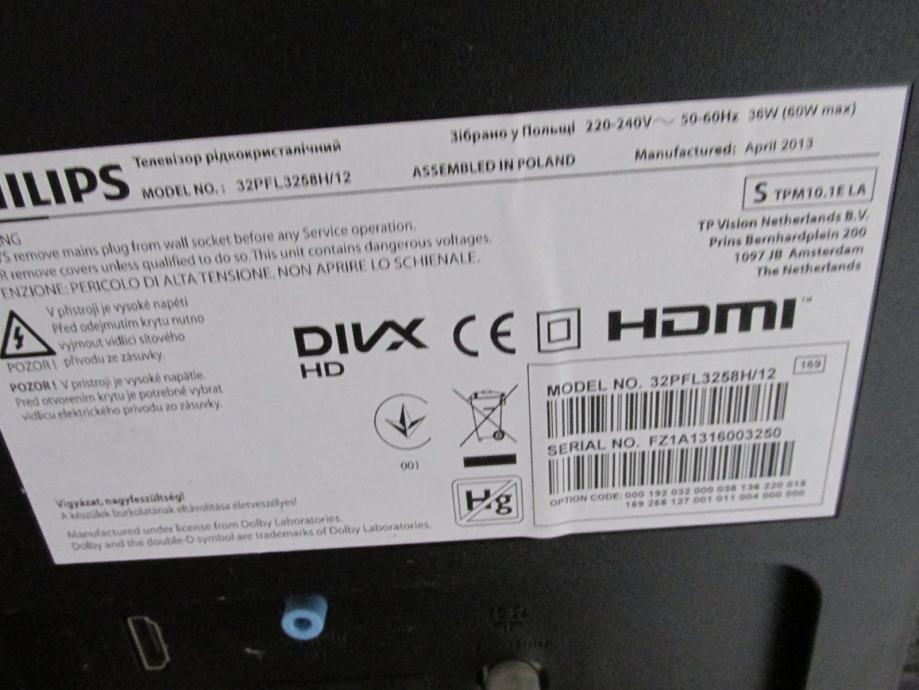 Телевізор рідкокристалічний
Зібрано у Польщі 220-240V~ 50-60Hz 36W (60W max)
HILIPS MODEL NO.: 32PFL3258H/12
ASSEMBLED IN POLAND
Manufactured: April 2013
S TPM10.1E LA
TP Vision Netherlands B.V.
Prins Bernhardplein 200
1097 JB Amsterdam
The Netherlands
NG
YS remove mains plug from wall socket before any Service operation.
R remove covers unless qualified to do so. This unit contains dangerous voltages.
ENZIONE: PERICOLO DI ALTA TENSIONE. NON APRIRE LO SCHIENALE.
V přístroji je vysoké napětí
Před odejmutím krytu nutno
vyjmout vidlici síťového
POZOR! přívodu ze zásuvky.
POZOR! V prístroji je vysoké napätie.
Pred otvorením krytu je potrebné vybrat
vidlicu elektrického prívodu zo zásuvky.
DIVX
HD
CE
HDMI™
001
Hg
169
MODEL NO. 32PFL3258H/12
SERIAL NO. FZ1A1316003250
OPTION CODE: 000 192 032 000 038 136 220 016
169 266 127 001 011 004 000 000
Vigyázat, nagyfeszültség!
A készülék burkolatának eltávolítása életveszélyes!
Manufactured under license from Dolby Laboratories.
Dolby and the double-D symbol are trademarks of Dolby Laboratories.